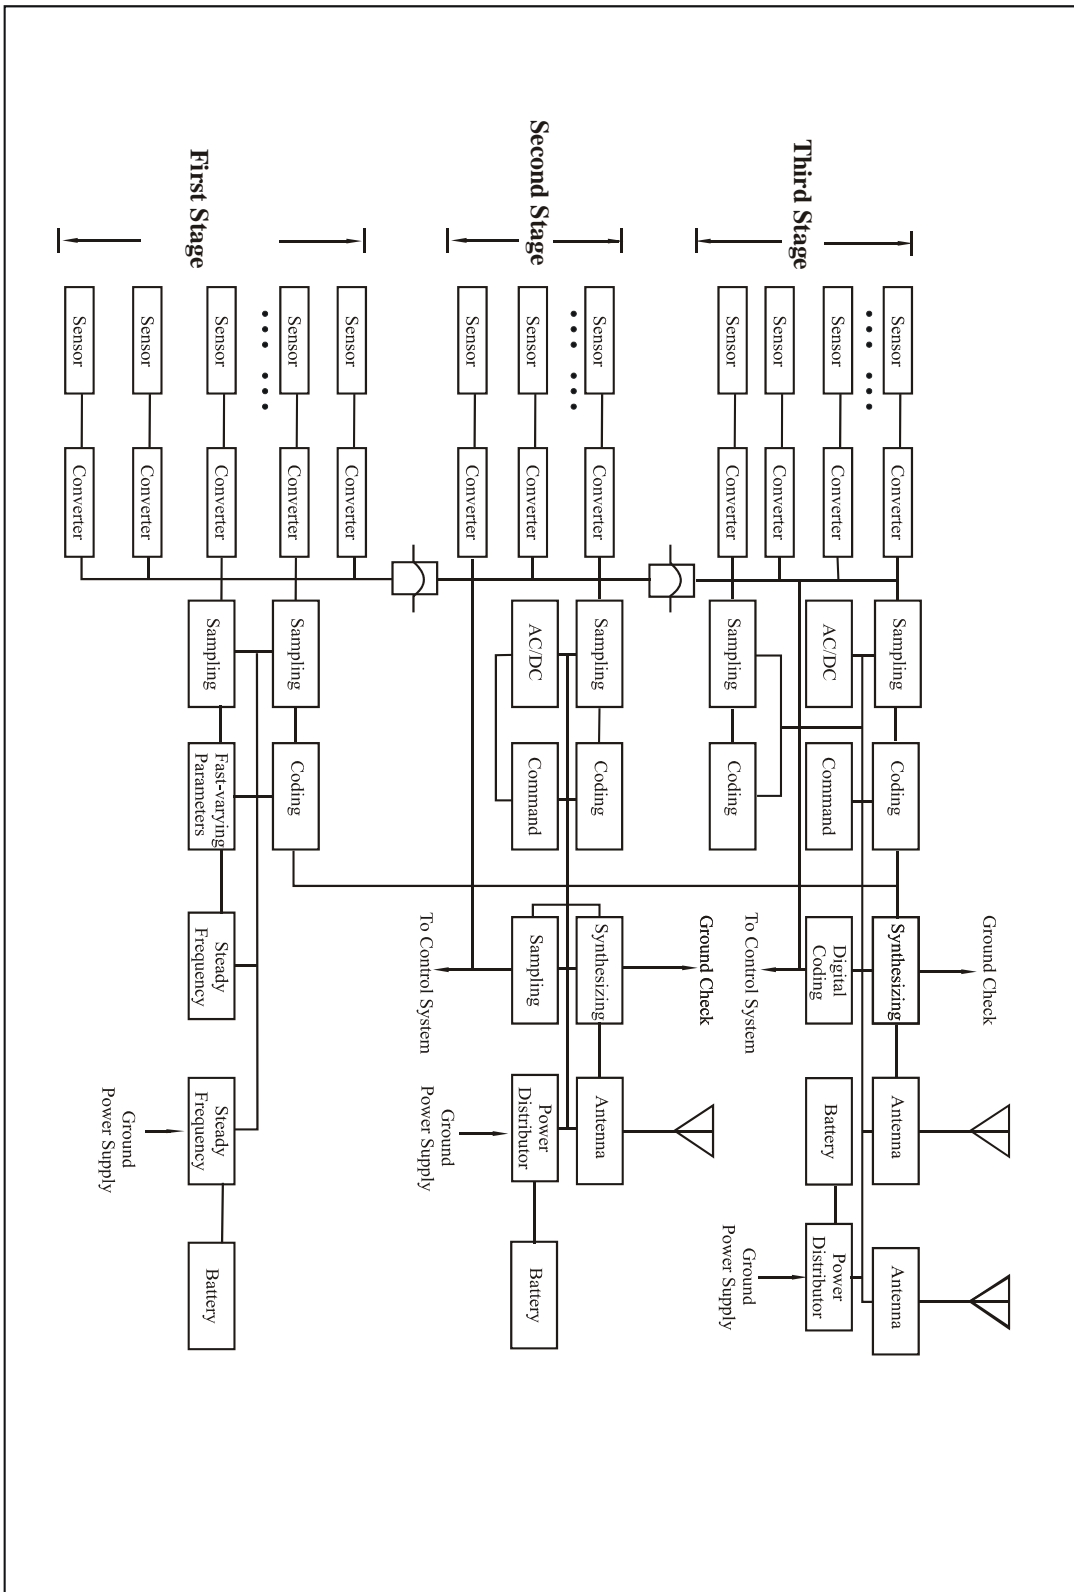 Third Stage
Ground Check
Sensor
Converter
Sampling
Coding
Synthesizing
Antenna
Antenna
Sensor
Converter
AC/DC
Command
Digital
Coding
Battery
Power
Distributor
Sensor
Converter
To Control System
Ground
Power Supply
Sensor
Converter
Sampling
Coding
Second Stage
Ground Check
Sensor
Converter
Sampling
Coding
Synthesizing
Antenna
Sensor
Converter
AC/DC
Command
Sampling
Power
Distributor
Battery
Sensor
Converter
To Control System
Ground
Power Supply
First Stage
Sensor
Converter
Sensor
Converter
Sampling
Coding
Sensor
Converter
Sampling
Fast-varying
Parameters
Steady
Frequency
Steady
Frequency
Battery
Sensor
Converter
Ground
Power Supply
Sensor
Converter